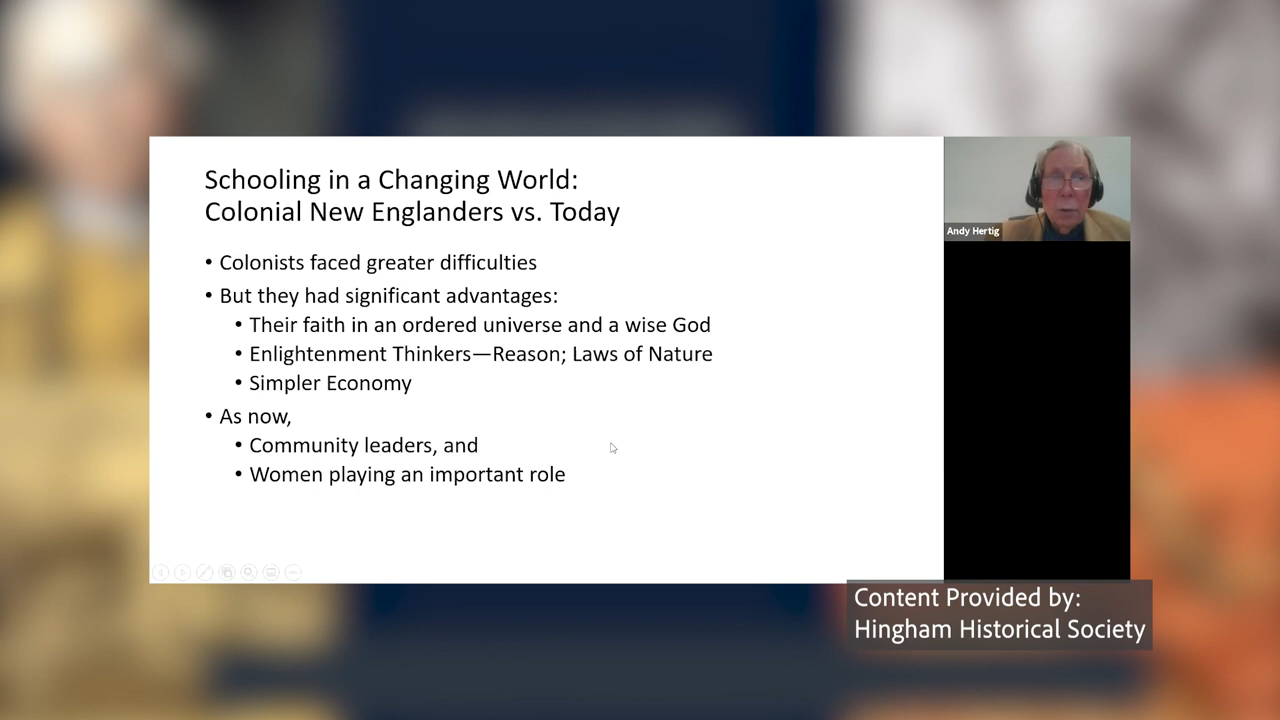 Schooling in a Changing World:
Colonial New Englanders vs. Today
• Colonists faced greater difficulties
• But they had significant advantages:
• Their faith in an ordered universe and a wise God
• Enlightenment Thinkers—Reason; Laws of Nature
• Simpler Economy
• As now,
• Community leaders, and
• Women playing an important role
Andy Hertig
Content Provided by:
Hingham Historical Society